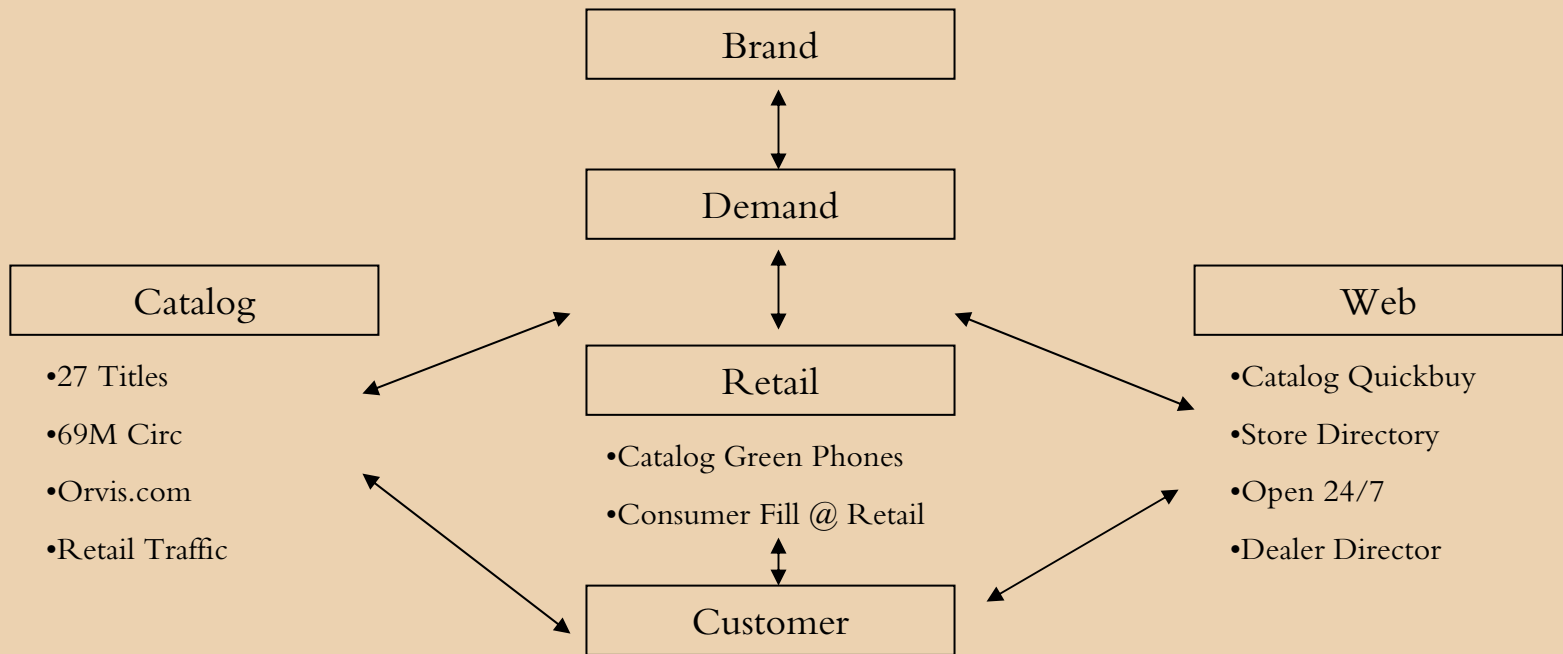 Brand
Demand
Catalog
•27 Titles
•69M Circ
•Orvis.com
•Retail Traffic
Retail
•Catalog Green Phones
•Consumer Fill @ Retail
Web
•Catalog Quickbuy
•Store Directory
•Open 24/7
•Dealer Director
Customer